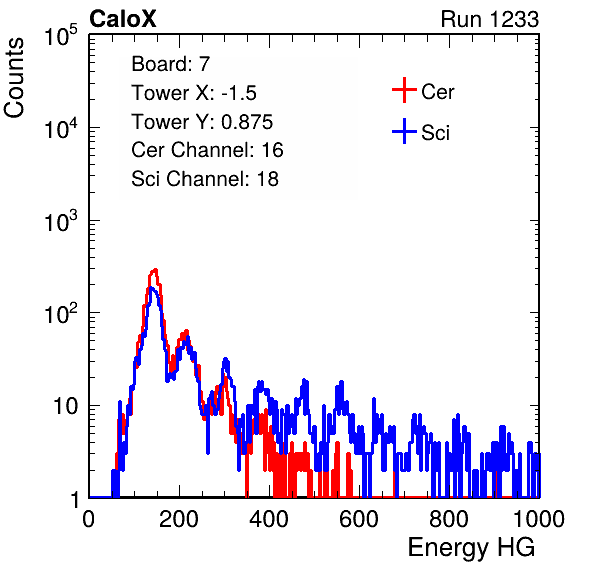 CaloX Run 1233
Counts
10^5
10^4
10^3
10^2
10
1
Board: 7
Tower X: -1.5
Tower Y: 0.875
Cer Channel: 16
Sci Channel: 18
Cer
Sci
0 200 400 600 800 1000
Energy HG